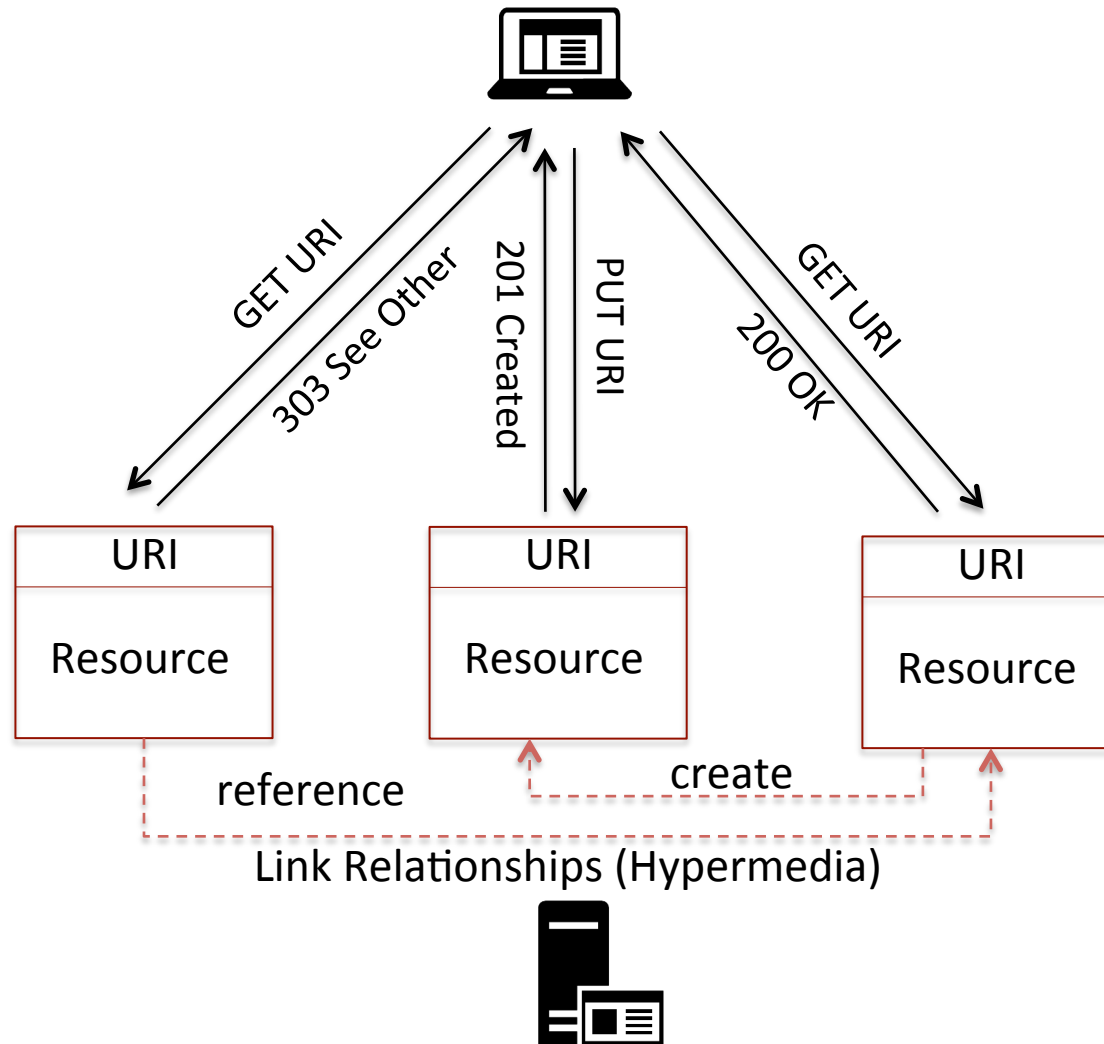 GET URI
303 See Other
201 Created
PUT URI
GET URI
200 OK
URI
Resource
URI
Resource
URI
Resource
reference
create
Link Relationships (Hypermedia)